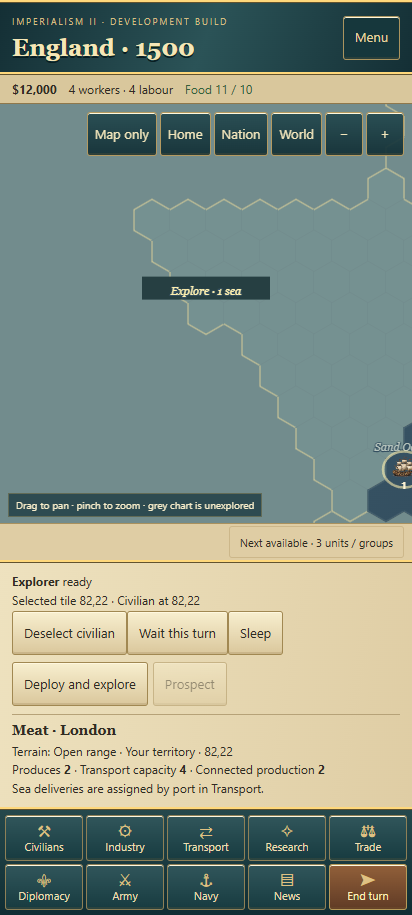 IMPERIALISM II · DEVELOPMENT BUILD
England · 1500
Menu
$12,000 4 workers · 4 labour Food 11 / 10
Map only Home Nation World − +
Explore · 1 sea
1
Drag to pan · pinch to zoom · grey chart is unexplored
Next available · 3 units / groups
Explorer ready
Selected tile 82,22 · Civilian at 82,22
Deselect civilian Wait this turn Sleep
Deploy and explore Prospect
Meat · London
Terrain: Open range · Your territory · 82,22
Produces 2 · Transport capacity 4 · Connected production 2
Sea deliveries are assigned by port in Transport.
Civilians Industry Transport Research Trade
Diplomacy Army Navy News End turn